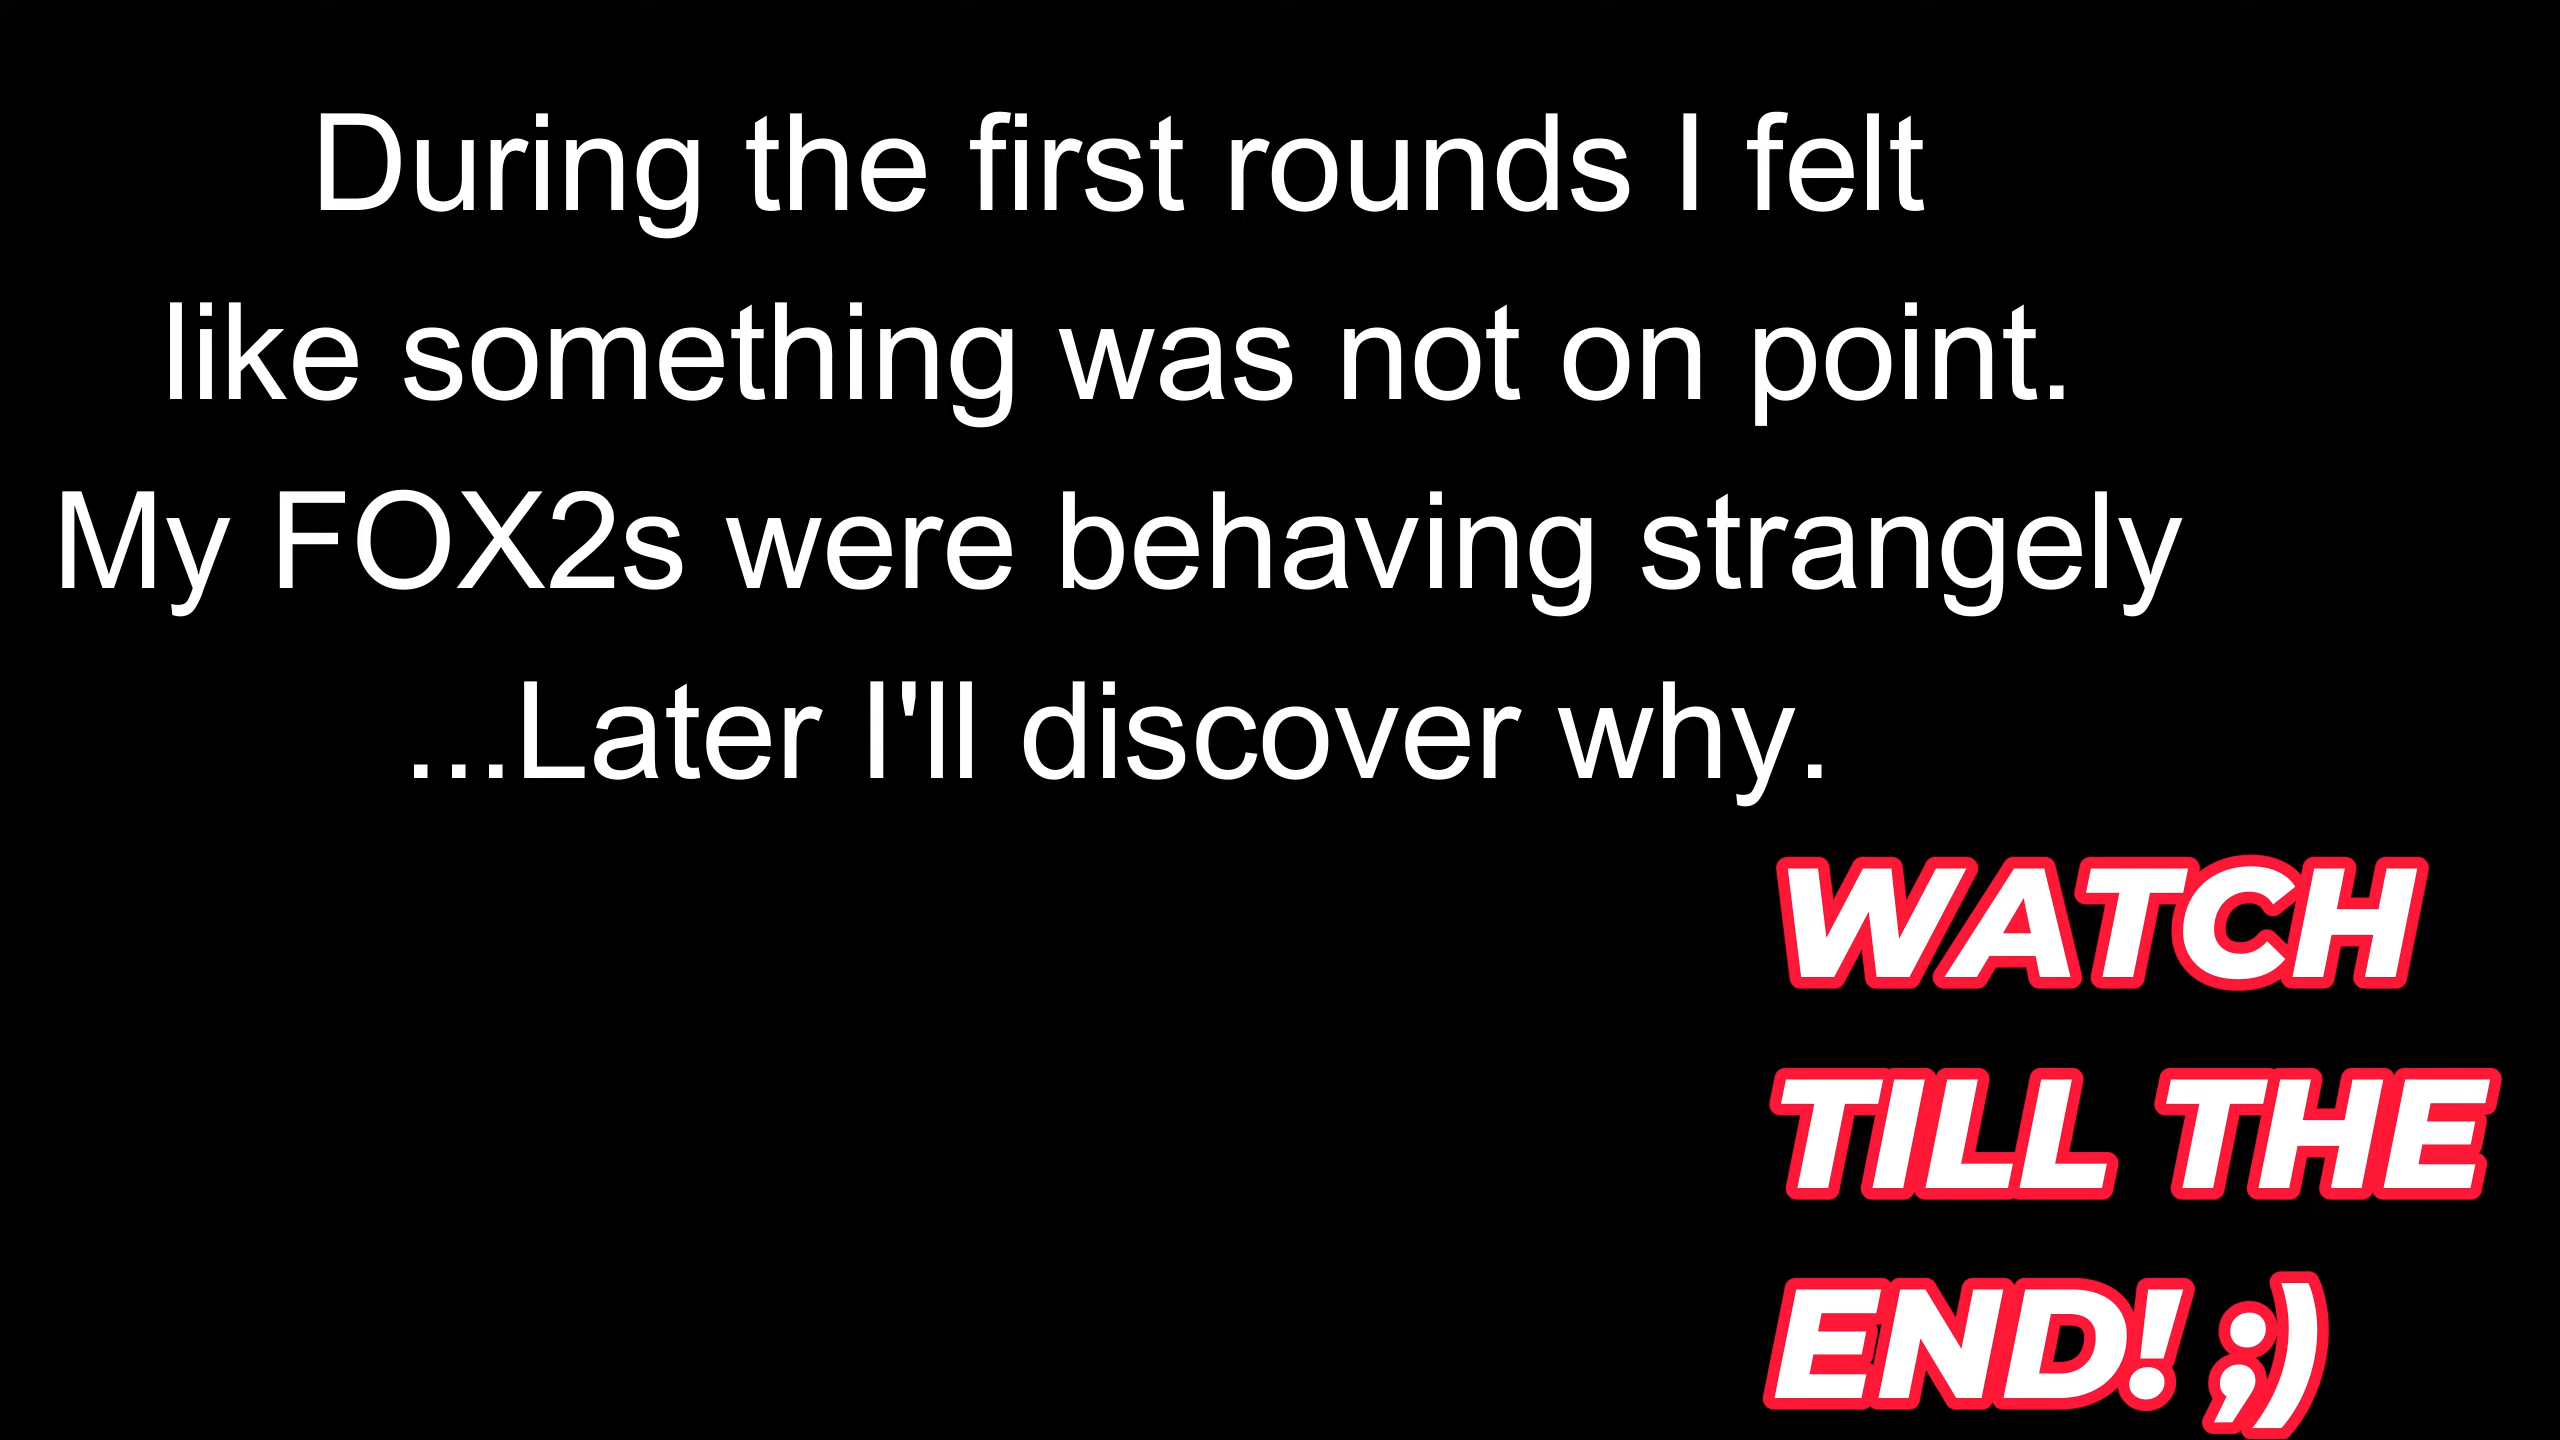 During the first rounds I felt
like something was not on point.
My FOX2s were behaving strangely
...Later I'll discover why.
WATCH
TILL THE
END! ;)